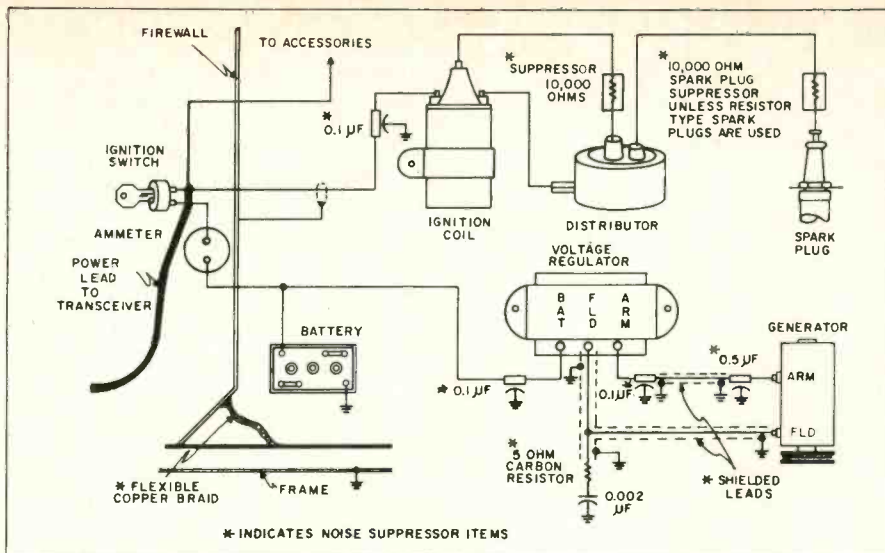 FIREWALL
TO ACCESSORIES
* SUPPRESSOR
10,000
OHMS
* 10,000 OHM
SPARK PLUG
SUPPRESSOR
UNLESS RESISTOR
TYPE SPARK
PLUGS ARE USED
* 0.1 µF
IGNITION
SWITCH
IGNITION
COIL
DISTRIBUTOR
SPARK
PLUG
AMMETER
POWER
LEAD
TO
TRANSCEIVER
VOLTAGE
REGULATOR
BAT
FLD
ARM
BATTERY
GENERATOR
* 0.1 µF
* 0.1 µF
* 0.5 µF
ARM
FLD
* 5 OHM
CARBON
RESISTOR
0.002
µF
* SHIELDED
LEADS
* FLEXIBLE
COPPER BRAID
FRAME
* INDICATES NOISE SUPPRESSOR ITEMS